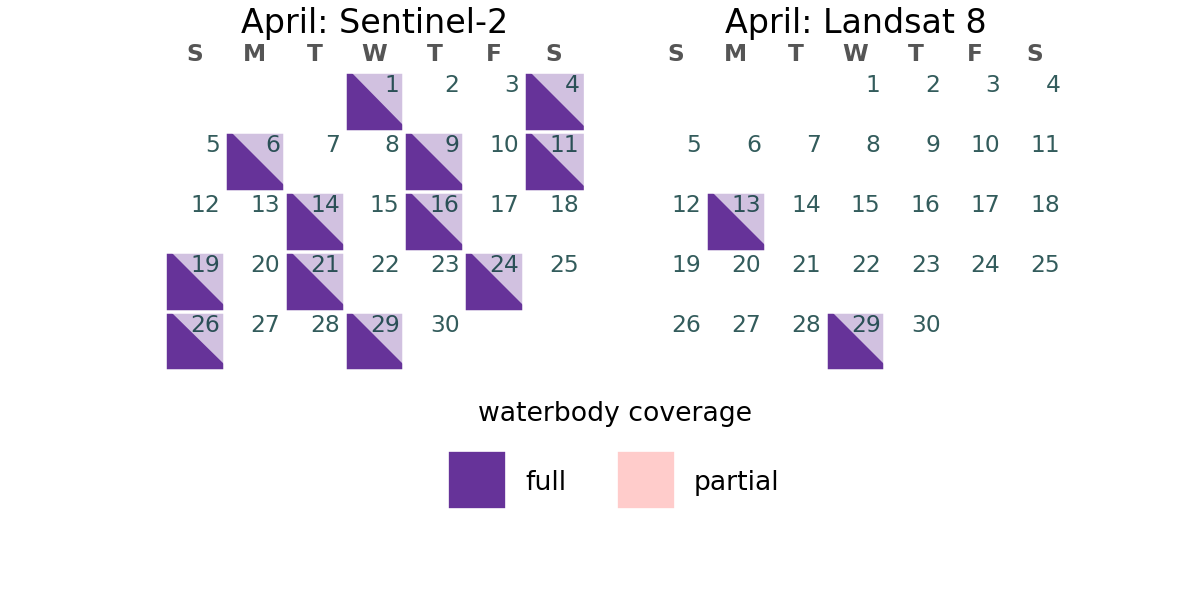 April: Sentinel-2
S M T W T F S
1 2 3 4
5 6 7 8 9 10 11
12 13 14 15 16 17 18
19 20 21 22 23 24 25
26 27 28 29 30
April: Landsat 8
S M T W T F S
1 2 3 4
5 6 7 8 9 10 11
12 13 14 15 16 17 18
19 20 21 22 23 24 25
26 27 28 29 30
waterbody coverage
full partial